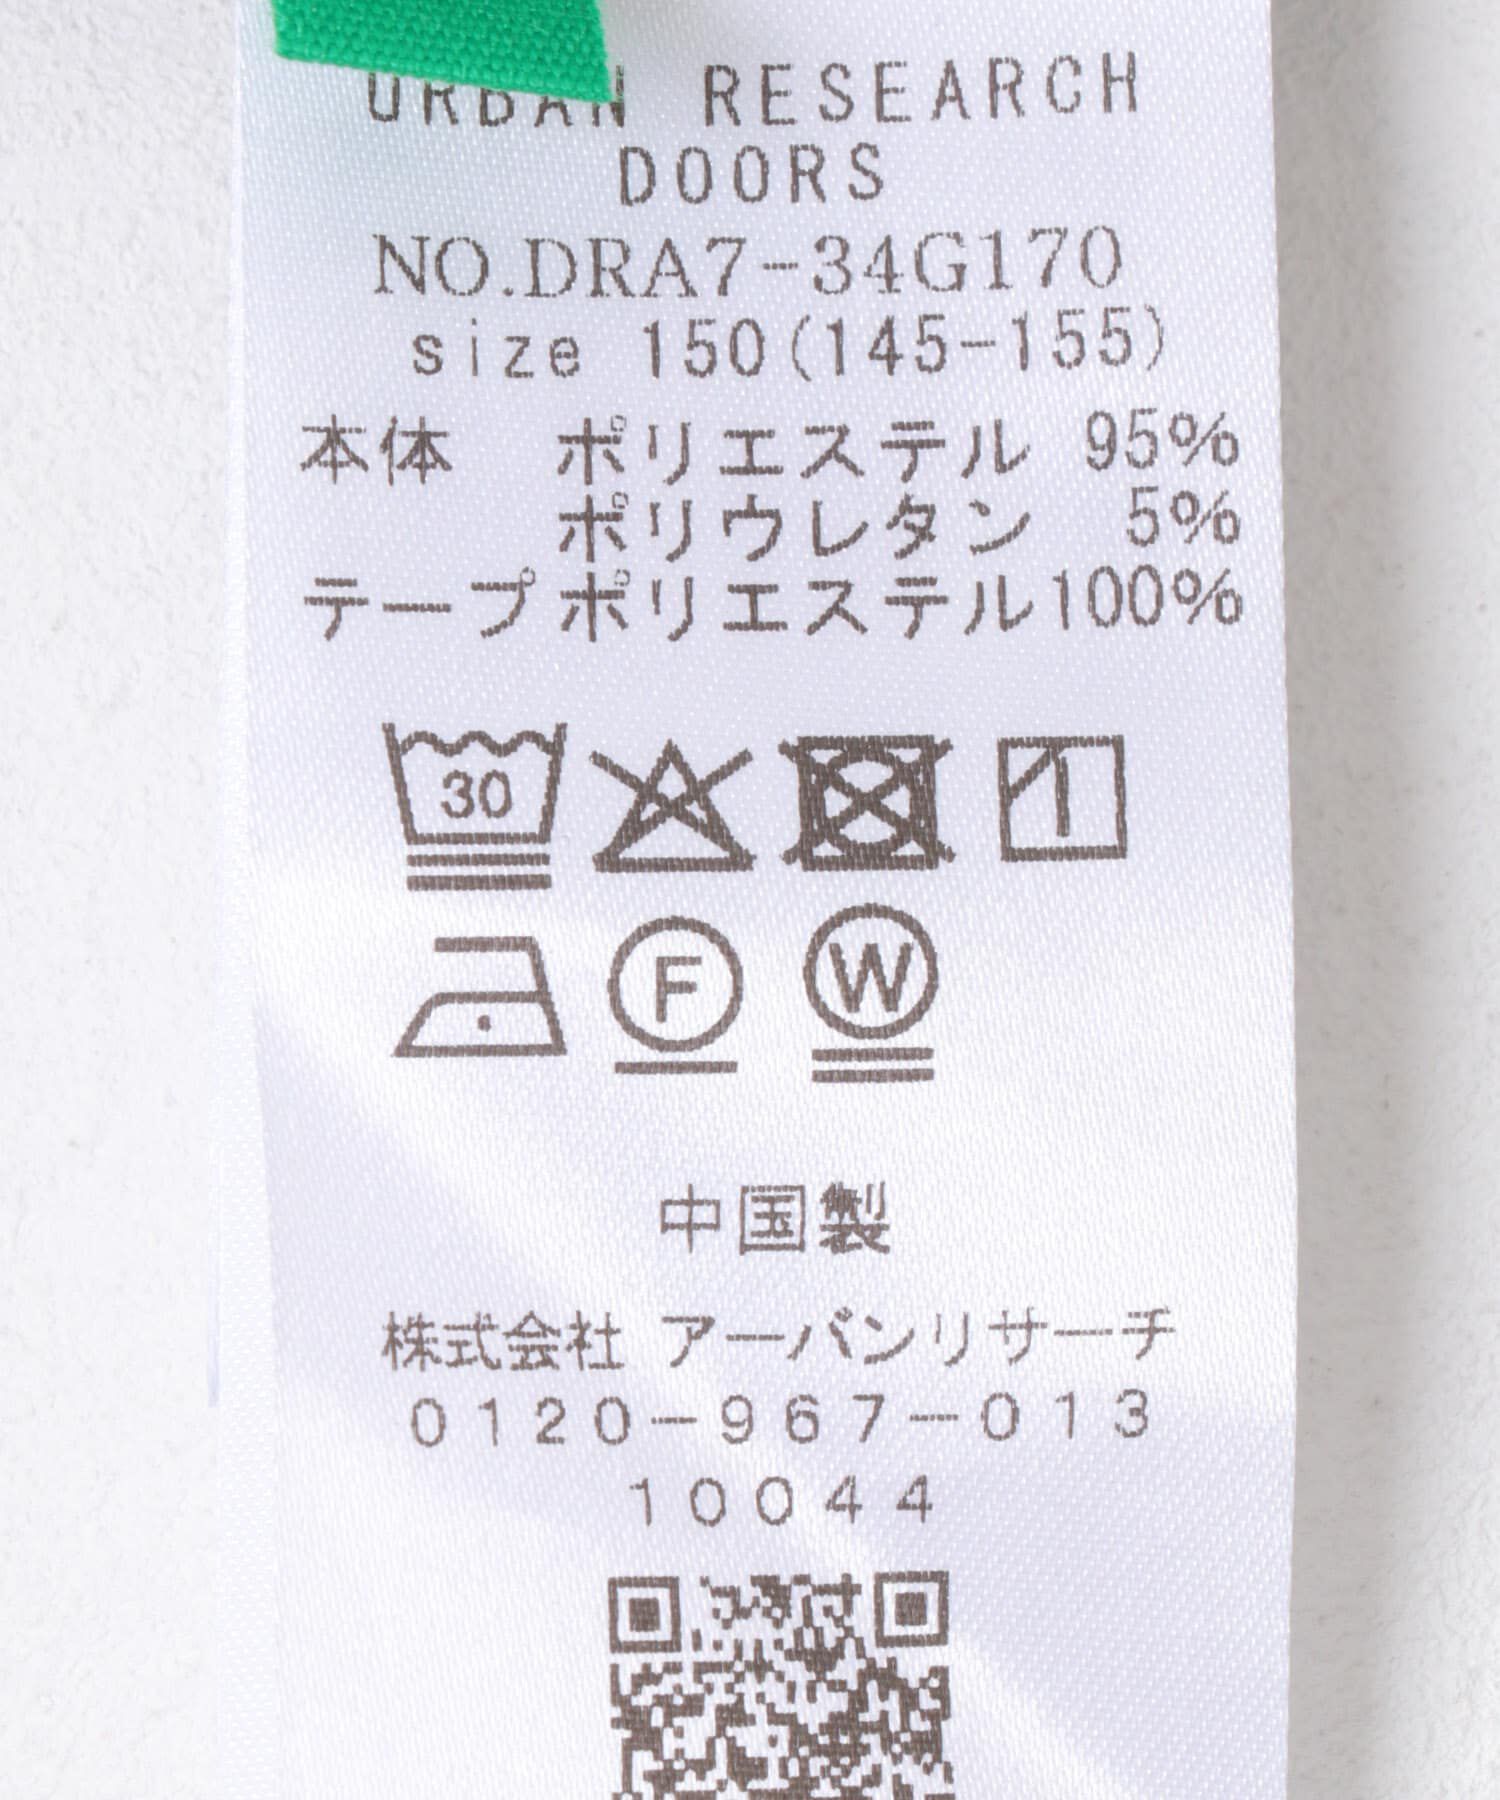 URBAN RESEARCH
DOORS
NO.DRA7-34G170
size 150(145-155)
本体 ポリエステル 95%
ポリウレタン 5%
テープポリエステル100%
30
F
W
中国製
株式会社 アーバンリサーチ
0120-967-013
10044